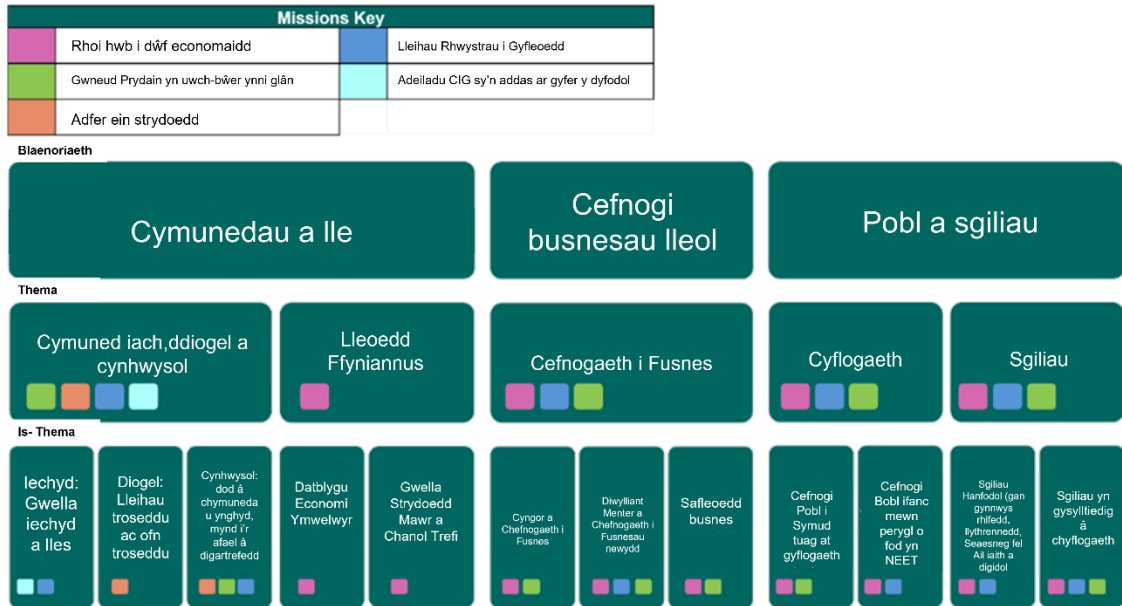 Missions Key
Rhoi hwb i dŵf economaidd
Lleihau Rhwystrau i Gyfleoedd
Gwneud Prydain yn uwch-bŵer ynni glân
Adeiladu CIG sy'n addas ar gyfer y dyfodol
Adfer ein strydoedd
Blaenoriaeth
Cymunedau a lle
Cefnogi
busnesau lleol
Pobl a sgiliau
Thema
Cymuned iach,ddiogel a
cynhwysol
Lleoedd
Ffyniannus
Cefnogaeth i Fusnes
Cyflogaeth
Sgiliau
Is- Thema
Iechyd:
Gwella
iechyd
a lles
Diogel:
Lleihau
troseddu
ac ofn
troseddu
Cynhwysol:
dod â
chymuneda
u ynghyd,
mynd i'r
afael â
digartrefedd
Datblygu
Economi
Ymwelwyr
Gwella
Strydoedd
Mawr a
Chanol Trefi
Cyngor a
Chefnogaeth i
Fusnes
Diwylliant
Menter a
Chefnogaeth i
Fusnesau
newydd
Safleoedd
busnes
Cefnogi
Pobl i
Symud
tuag at
gyflogaeth
Cefnogi
Bobl ifanc
mewn
perygl o
fod yn
NEET
Sgiliau
Hanfodol (gan
gynnwys
rhifedd,
llythrennedd,
Seaesneg fel
Ail iaith a
digidol
Sgiliau yn
gysylltiedig
â
chyflogaeth